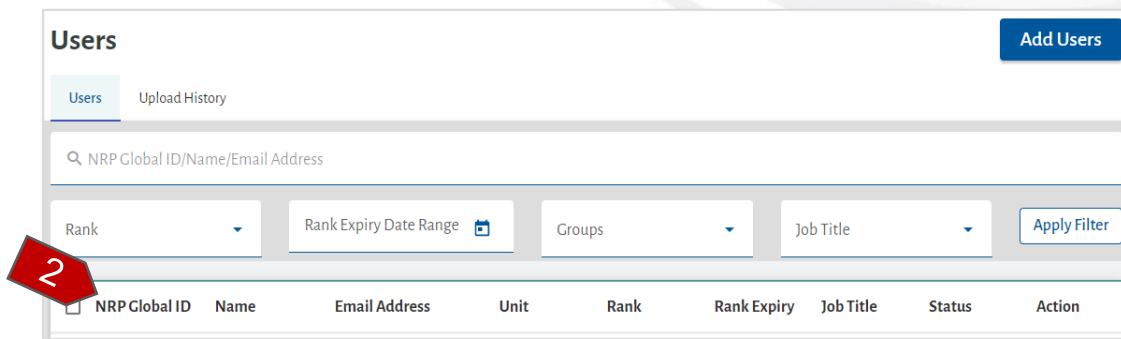 Users
Add Users
Users Upload History
NRP Global ID/Name/Email Address
Rank Rank Expiry Date Range Groups Job Title Apply Filter
2
NRP Global ID Name Email Address Unit Rank Rank Expiry Job Title Status Action